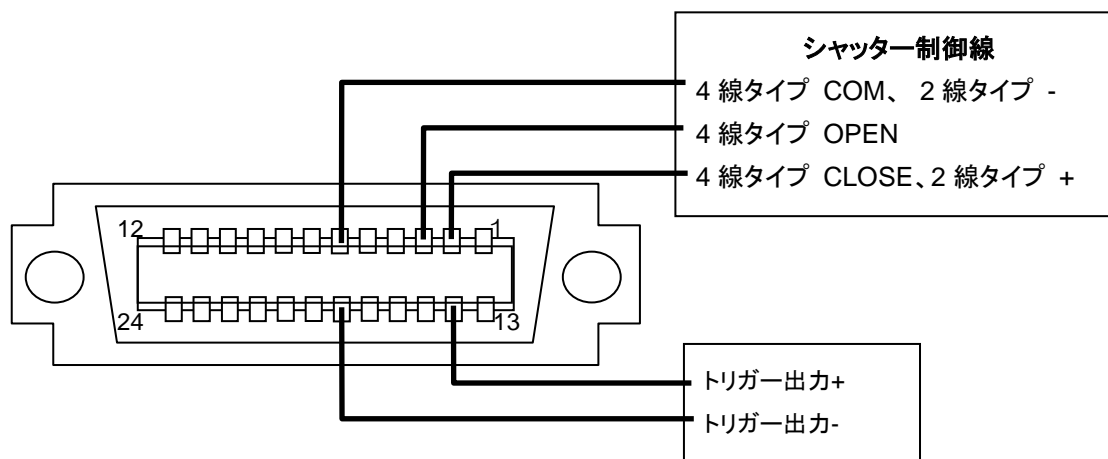 シャッター制御線
4 線タイプ COM、 2 線タイプ -
4 線タイプ OPEN
4 線タイプ CLOSE、2 線タイプ +
12 1
24 13
トリガー出力+
トリガー出力-